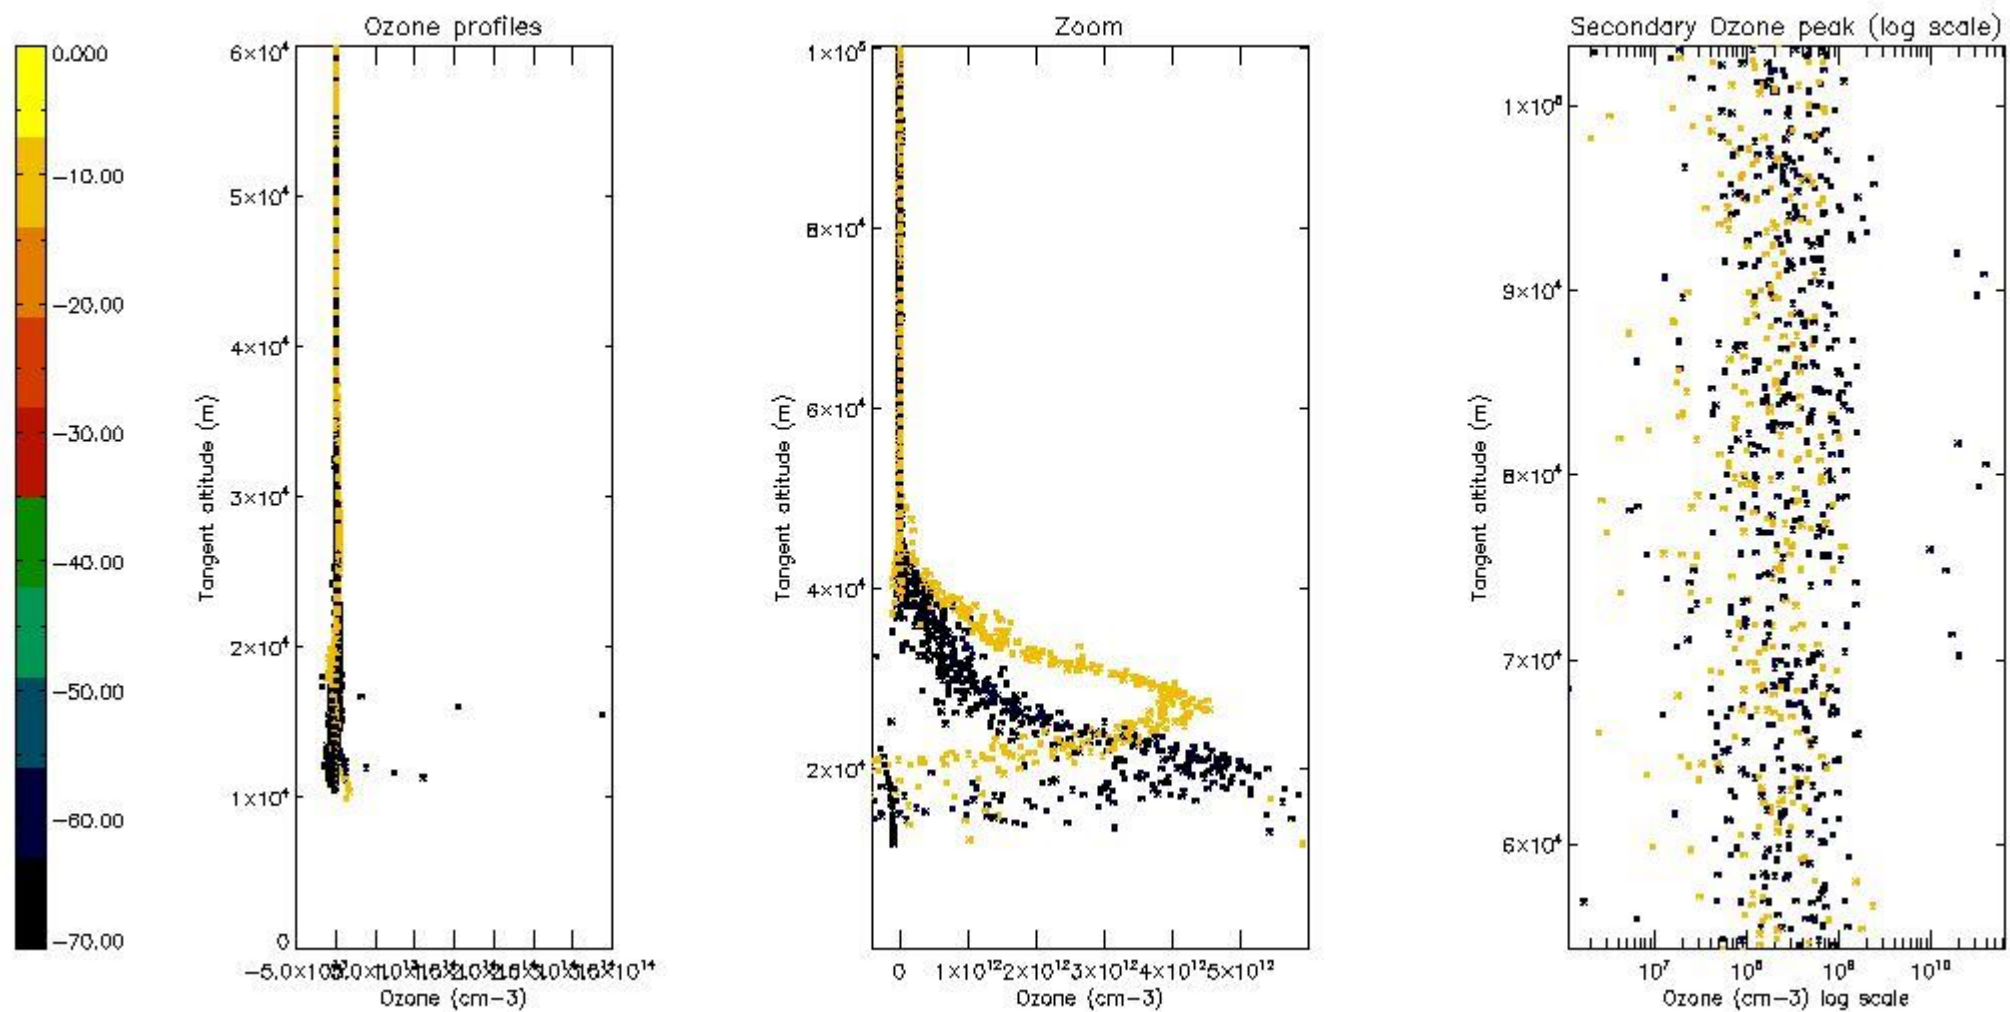 Ozone profiles
Zoom
Secondary Ozone peak (log scale)
0.000
−10.00
−20.00
−30.00
−40.00
−50.00
−60.00
−70.00
6×10⁴
5×10⁴
4×10⁴
3×10⁴
2×10⁴
1×10⁴
0
Tangent altitude (m)
Ozone (cm−3)
1×10⁵
8×10⁴
6×10⁴
4×10⁴
2×10⁴
Tangent altitude (m)
0 1×10¹² 2×10¹² 3×10¹² 4×10¹² 5×10¹²
Ozone (cm−3)
1×10⁵
9×10⁴
8×10⁴
7×10⁴
6×10⁴
Tangent altitude (m)
10⁷ 10⁸ 10⁹ 10¹⁰
Ozone (cm−3) log scale